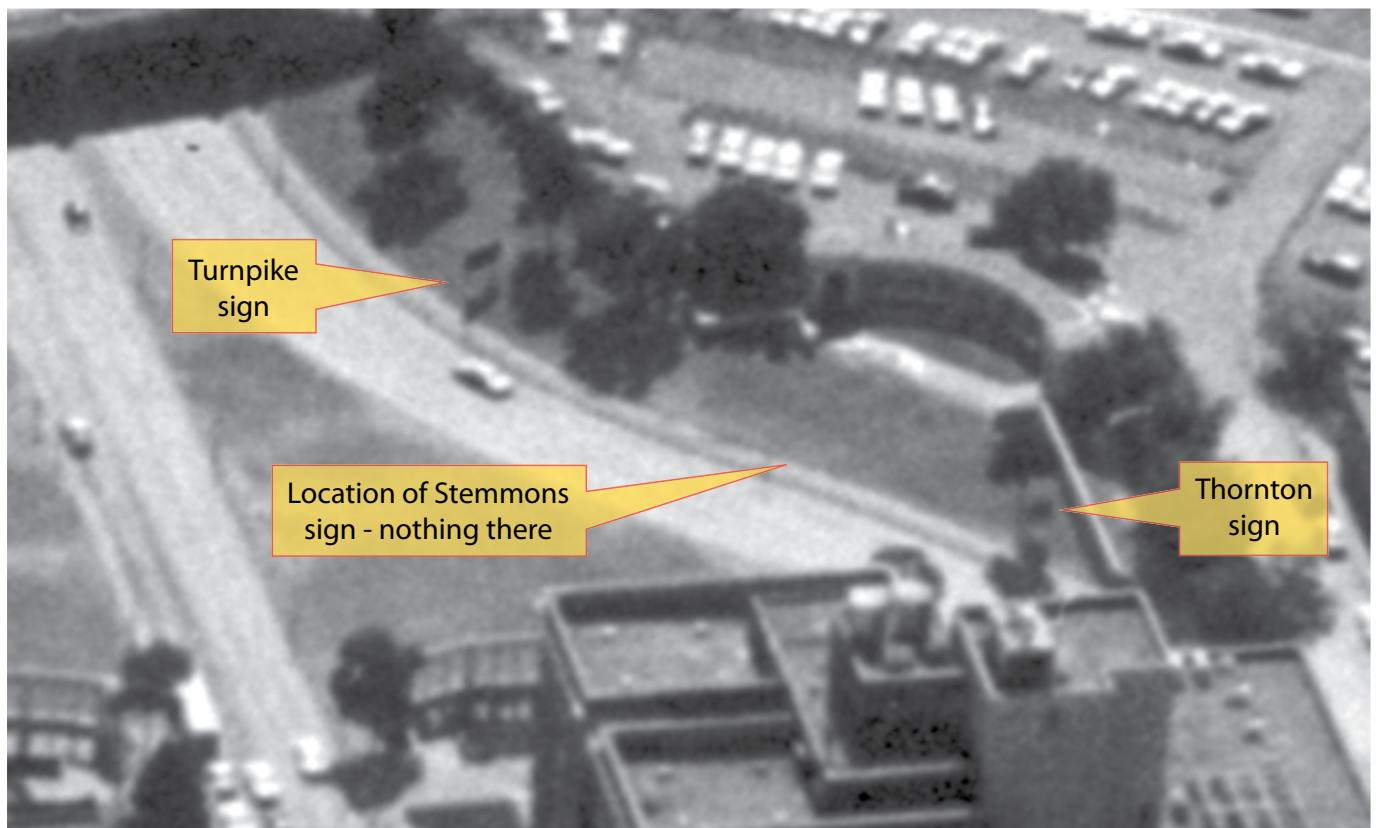 Turnpike
sign
Location of Stemmons
sign - nothing there
Thornton
sign